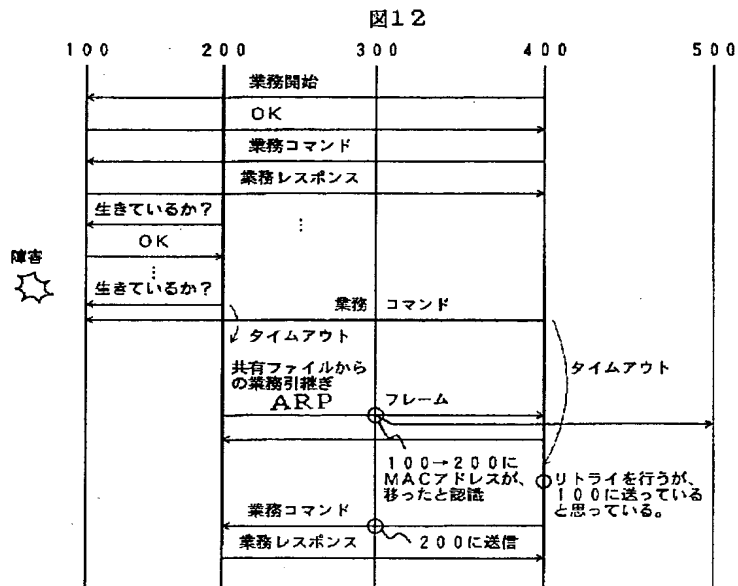 図12
100 200 300 400 500
業務開始
OK
業務コマンド
業務レスポンス
生きているか?
OK
障害
生きているか?
業務 コマンド
タイムアウト
タイムアウト
共有ファイルから
の業務引継ぎ
ARP フレーム
100→200に
MACアドレスが、
移ったと認識
リトライを行うが、
100に送っている
と思っている。
業務コマンド
200に送信
業務レスポンス